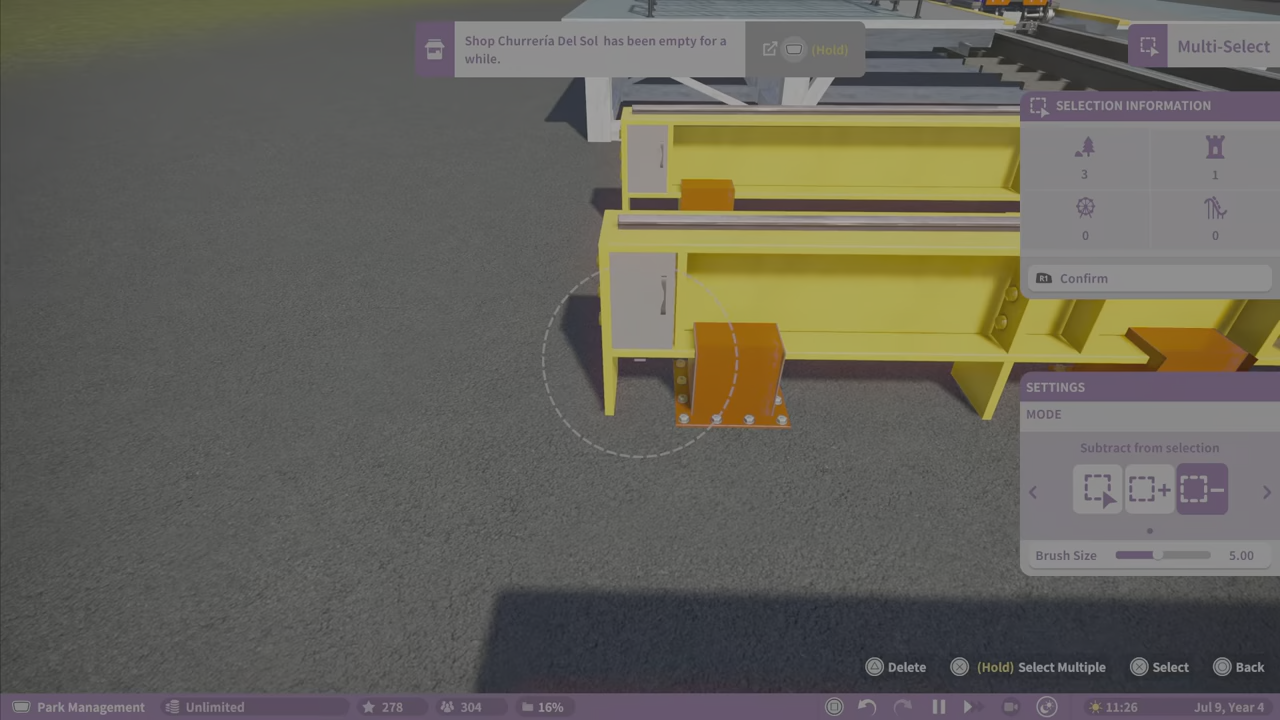 Shop Churrería Del Sol has been empty for a
while.
(Hold)
Multi-Select
SELECTION INFORMATION
3
1
0
0
R1 Confirm
SETTINGS
MODE
Subtract from selection
Brush Size 5.00
Delete (Hold) Select Multiple Select Back
Park Management Unlimited 278 304 16% 11:26 Jul 9, Year 4